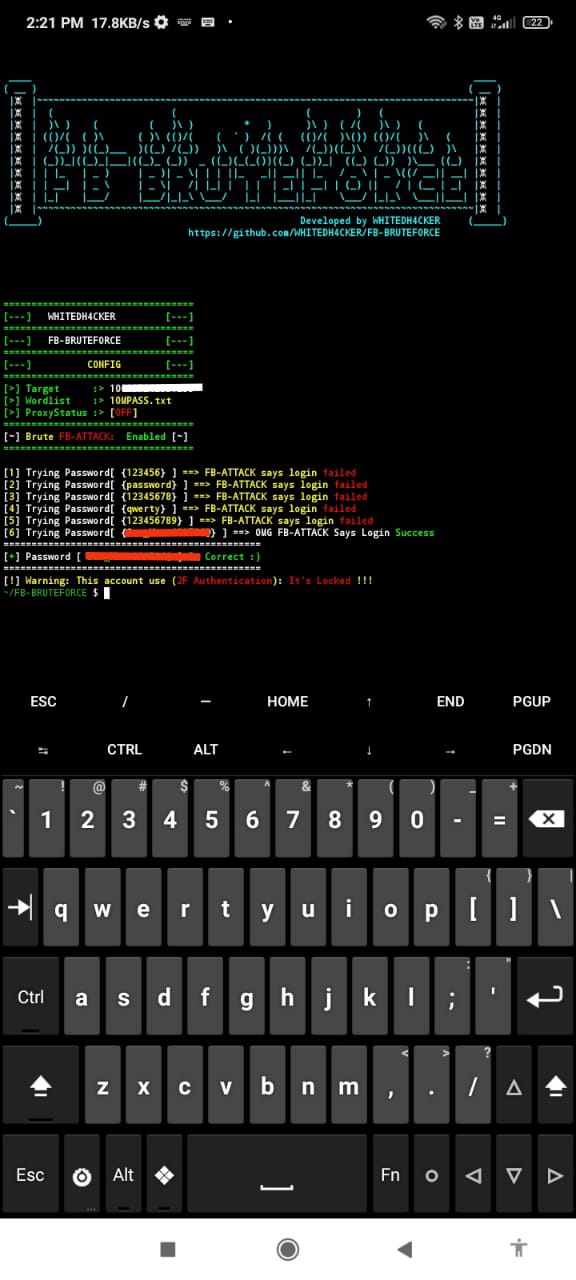 2:21 PM 17.8KB/s 4G 22
FB BRUTEFORCE
Developed by WHITEDH4CKER
https://github.com/WHITEDH4CKER/FB-BRUTEFORCE
==================================
[---] WHITEDH4CKER [---]
==================================
[---] FB-BRUTEFORCE [---]
==================================
[---] CONFIG [---]
==================================
[>] Target :> 10
[>] Wordlist :> 10MPASS.txt
[>] ProxyStatus :> [OFF]
==================================
[~] Brute FB-ATTACK: Enabled [~]
==================================
[1] Trying Password[ {123456} ] ==> FB-ATTACK says login failed
[2] Trying Password[ {password} ] ==> FB-ATTACK says login failed
[3] Trying Password[ {12345678} ] ==> FB-ATTACK says login failed
[4] Trying Password[ {qwerty} ] ==> FB-ATTACK says login failed
[5] Trying Password[ {123456789} ] ==> FB-ATTACK says login failed
[6] Trying Password[ { } ] ==> OMG FB-ATTACK Says Login Success
==============================================
[+] Password [ Correct :)
==============================================
[!] Warning: This account use (2F Authentication): It's Locked !!!
~/FB-BRUTEFORCE $
ESC / — HOME ↑ END PGUP
↹ CTRL ALT ← ↓ → PGDN
~ ! @ # $ % ^ & * ( ) _ +
` 1 2 3 4 5 6 7 8 9 0 - =
{ } |
q w e r t y u i o p [ ] \
: "
Ctrl a s d f g h j k l ; '
< > ?
z x c v b n m , . /
Esc Alt Fn
...